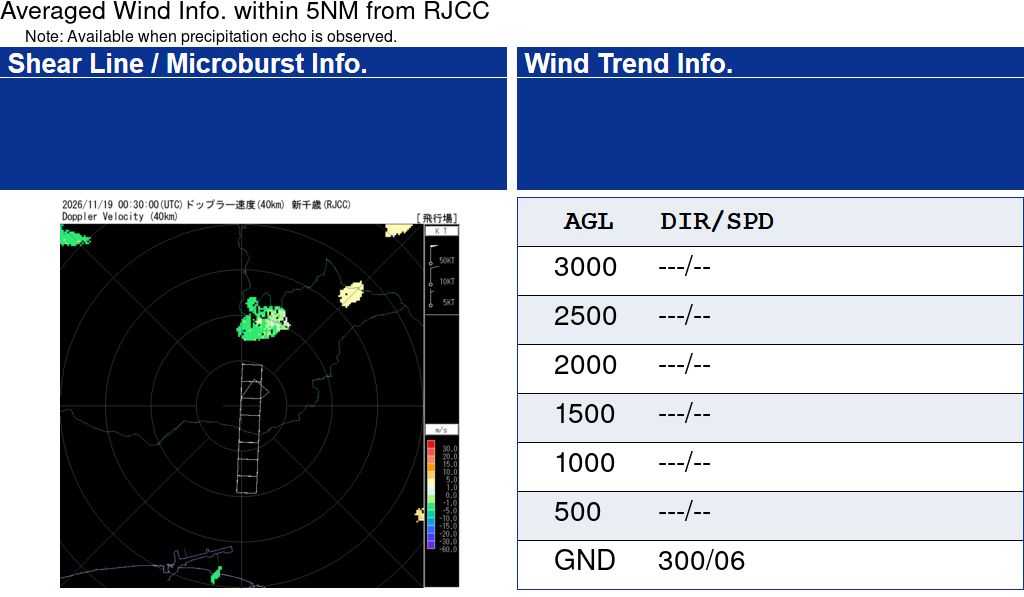 Averaged Wind Info. within 5NM from RJCC
Note: Available when precipitation echo is observed.
Shear Line / Microburst Info.
Wind Trend Info.
2026/11/19 00:30:00(UTC) ドップラー速度(40km) 新千歳(RJCC)
Doppler Velocity (40km)
[飛行場]
KT
50KT
10KT
5KT
m/s
30.0
20.0
15.0
10.0
5.0
1.0
0.0
-1.0
-5.0
-10.0
-15.0
-20.0
-30.0
-60.0
AGL DIR/SPD
3000 ---/--
2500 ---/--
2000 ---/--
1500 ---/--
1000 ---/--
500 ---/--
GND 300/06